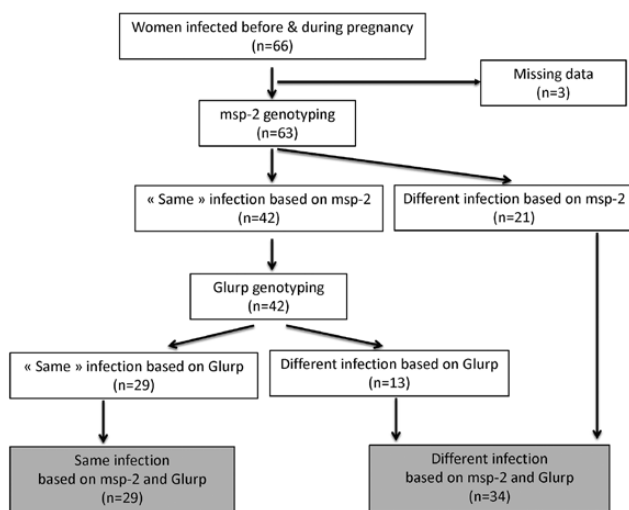 Women infected before & during pregnancy
(n=66)
Missing data
(n=3)
msp-2 genotyping
(n=63)
« Same » infection based on msp-2
(n=42)
Different infection based on msp-2
(n=21)
Glurp genotyping
(n=42)
« Same » infection based on Glurp
(n=29)
Different infection based on Glurp
(n=13)
Same infection
based on msp-2 and Glurp
(n=29)
Different infection
based on msp-2 and Glurp
(n=34)